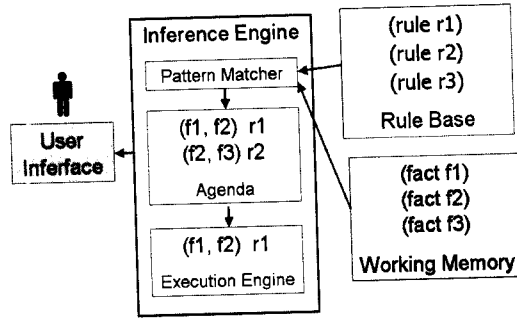 Inference Engine
Pattern Matcher
(f1, f2) r1
(f2, f3) r2
Agenda
(f1, f2) r1
Execution Engine
User
Inferface
(rule r1)
(rule r2)
(rule r3)
Rule Base
(fact f1)
(fact f2)
(fact f3)
Working Memory